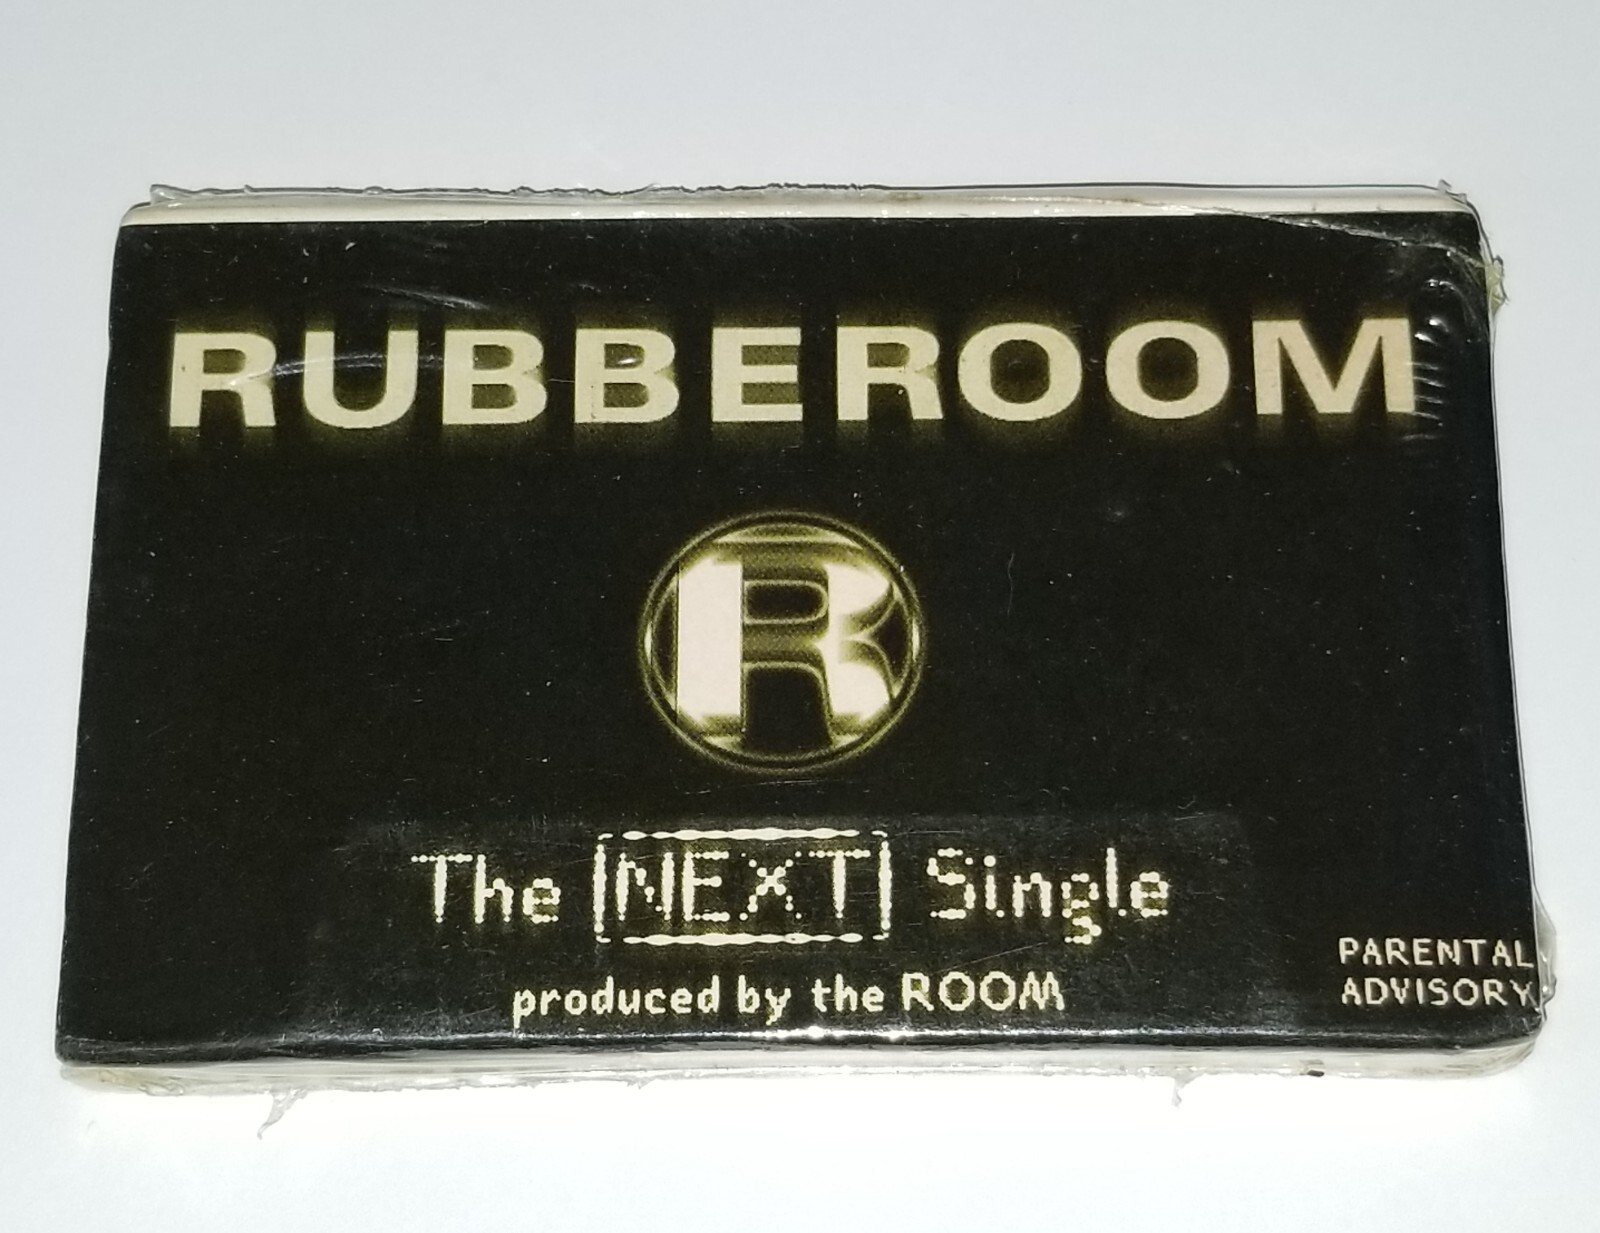 RUBBEROOM
R
The NEXT Single
produced by the ROOM
PARENTAL
ADVISORY